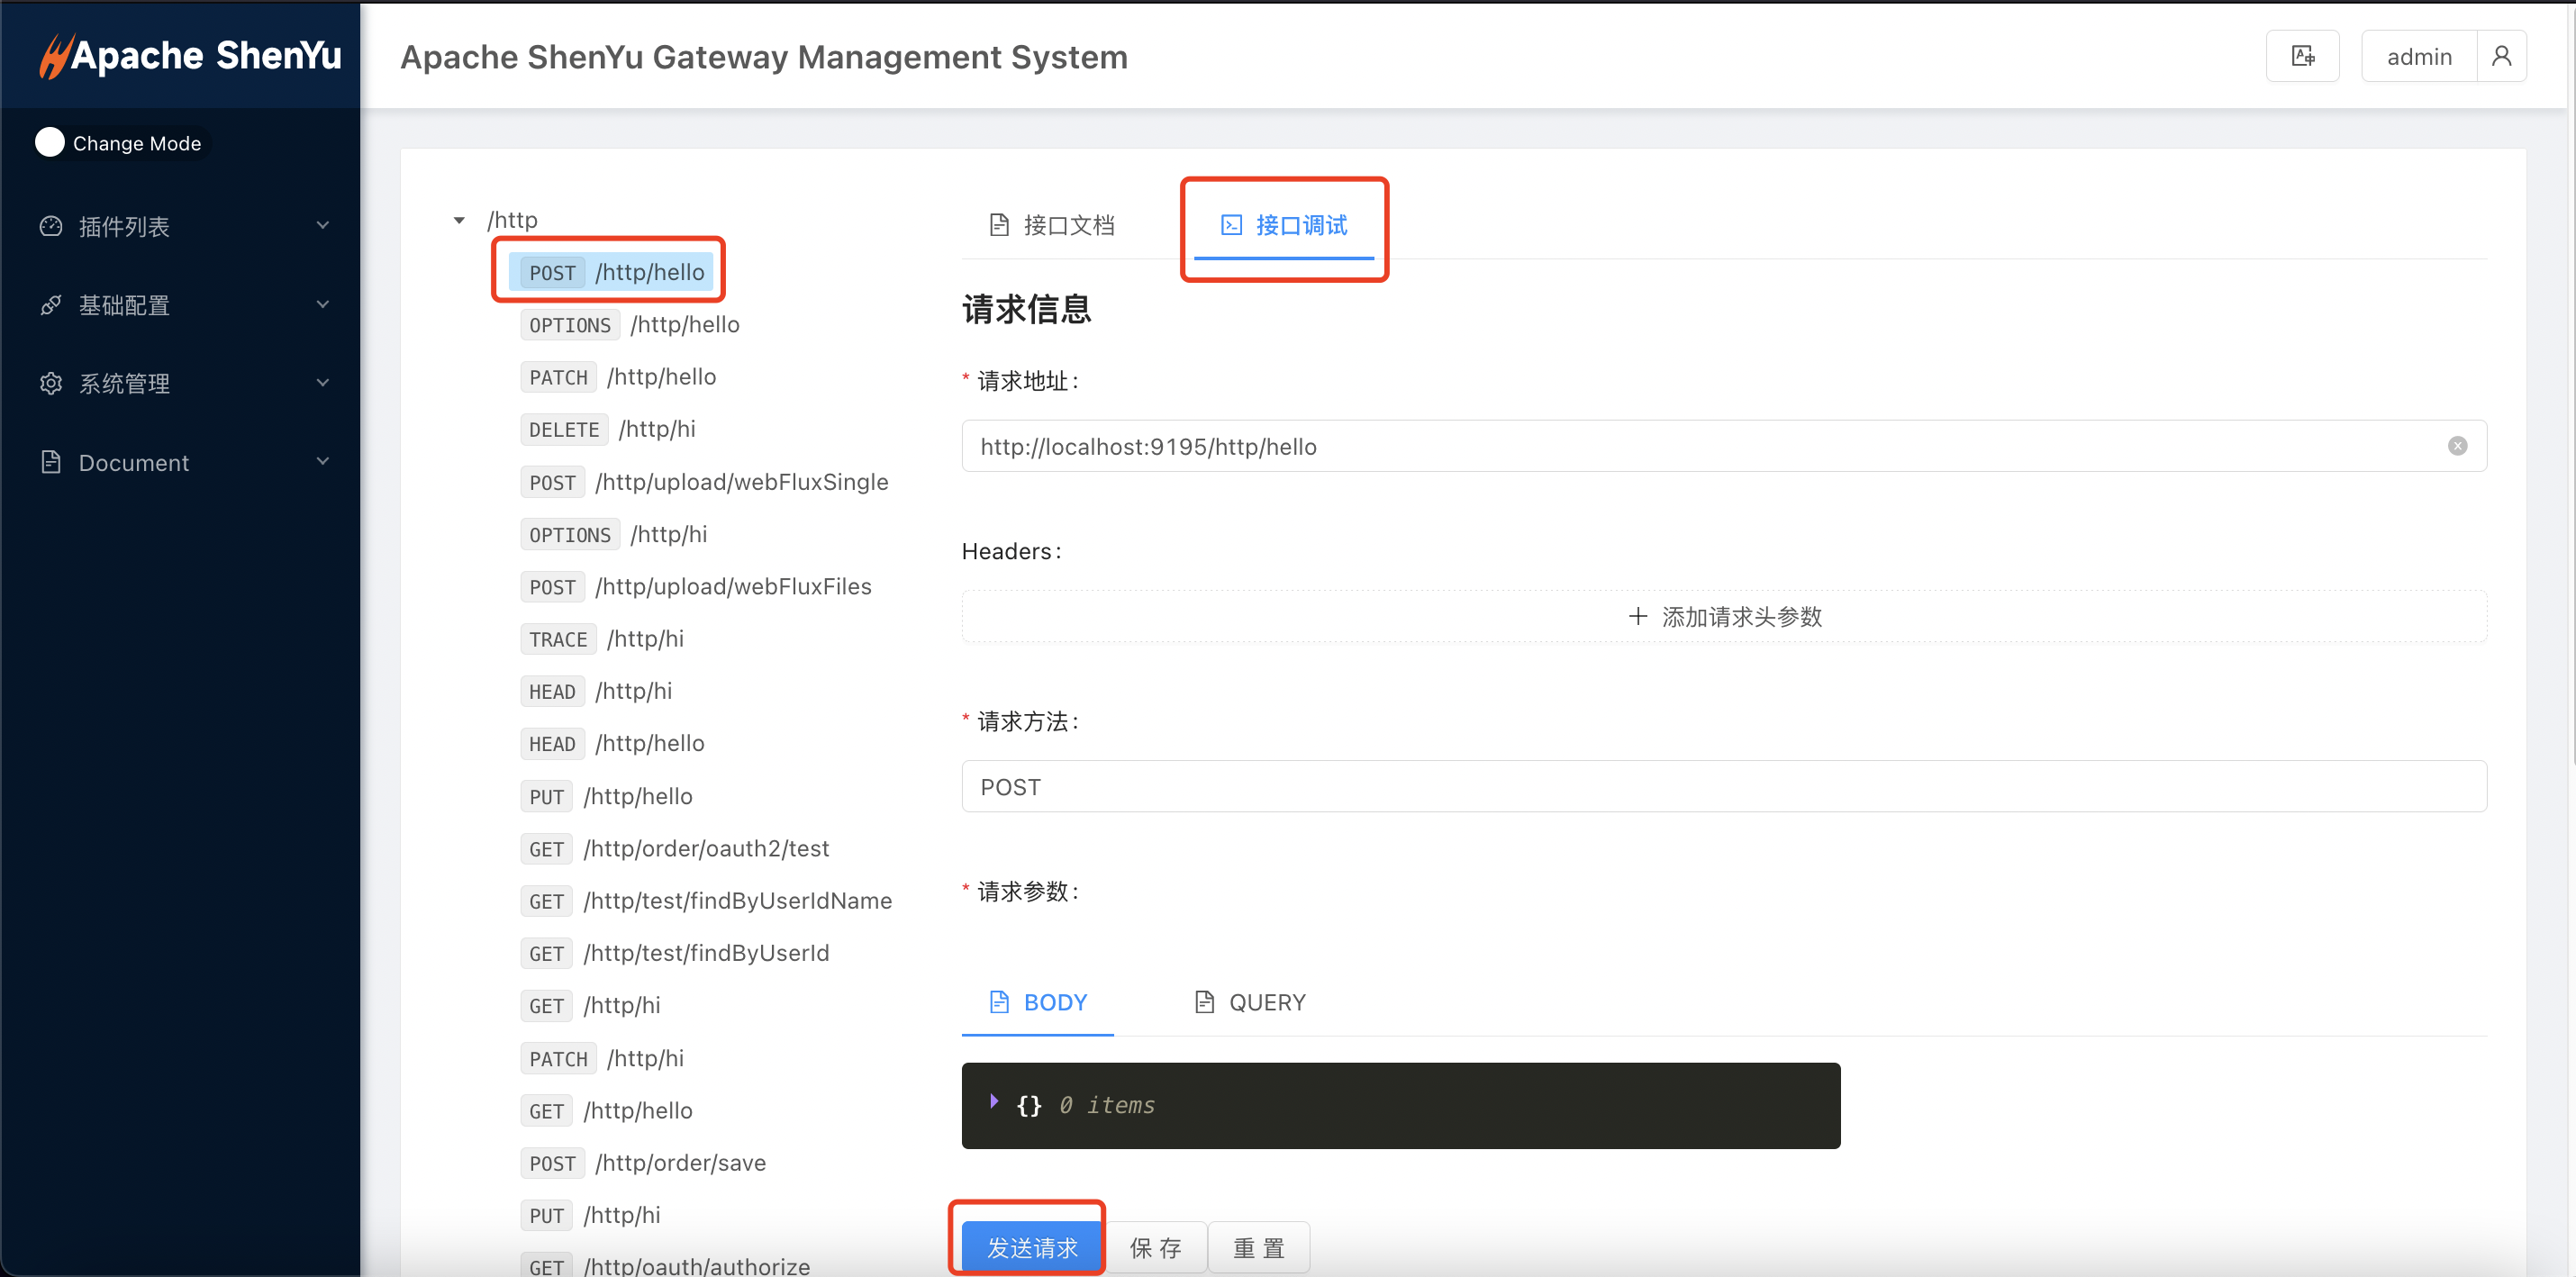 Apache ShenYu
Apache ShenYu Gateway Management System
admin
Change Mode
插件列表
基础配置
系统管理
Document
/http
POST /http/hello
OPTIONS /http/hello
PATCH /http/hello
DELETE /http/hi
POST /http/upload/webFluxSingle
OPTIONS /http/hi
POST /http/upload/webFluxFiles
TRACE /http/hi
HEAD /http/hi
HEAD /http/hello
PUT /http/hello
GET /http/order/oauth2/test
GET /http/test/findByUserIdName
GET /http/test/findByUserId
GET /http/hi
PATCH /http/hi
GET /http/hello
POST /http/order/save
PUT /http/hi
GET /http/oauth/authorize
接口文档
接口调试
请求信息
* 请求地址:
http://localhost:9195/http/hello
Headers:
+ 添加请求头参数
* 请求方法:
POST
* 请求参数:
BODY
QUERY
{} 0 items
发送请求
保 存
重 置